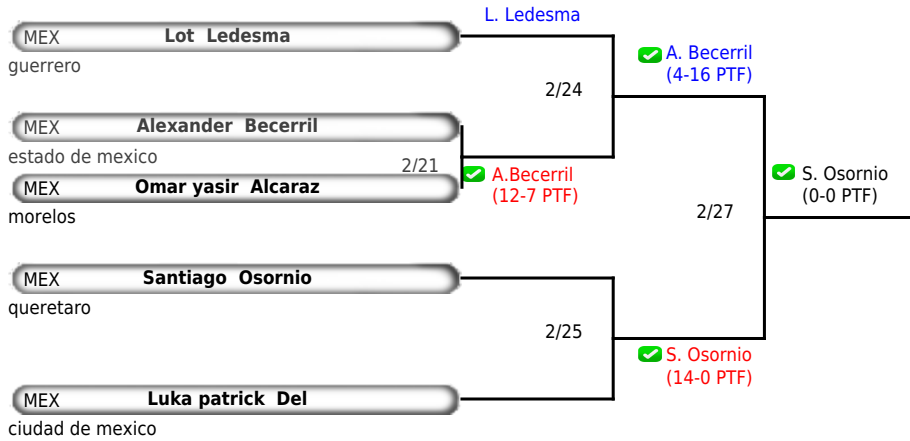 L. Ledesma
MEX Lot Ledesma
guerrero
A. Becerril
(4-16 PTF)
2/24
MEX Alexander Becerril
estado de mexico
2/21
A.Becerril
(12-7 PTF)
MEX Omar yasir Alcaraz
morelos
S. Osornio
(0-0 PTF)
2/27
MEX Santiago Osornio
queretaro
2/25
S. Osornio
(14-0 PTF)
MEX Luka patrick Del
ciudad de mexico